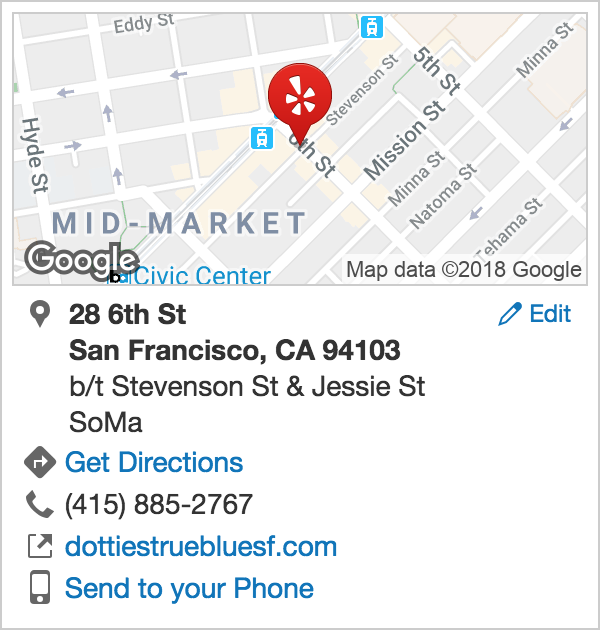 Eddy St
5th St
Minna St
Stevenson St
Hyde St
6th St
Mission St
Minna St
Natoma St
Tehama St
MID-MARKET
Google
Civic Center
Map data ©2018 Google
28 6th St
Edit
San Francisco, CA 94103
b/t Stevenson St & Jessie St
SoMa
Get Directions
(415) 885-2767
dottiestruebluesf.com
Send to your Phone